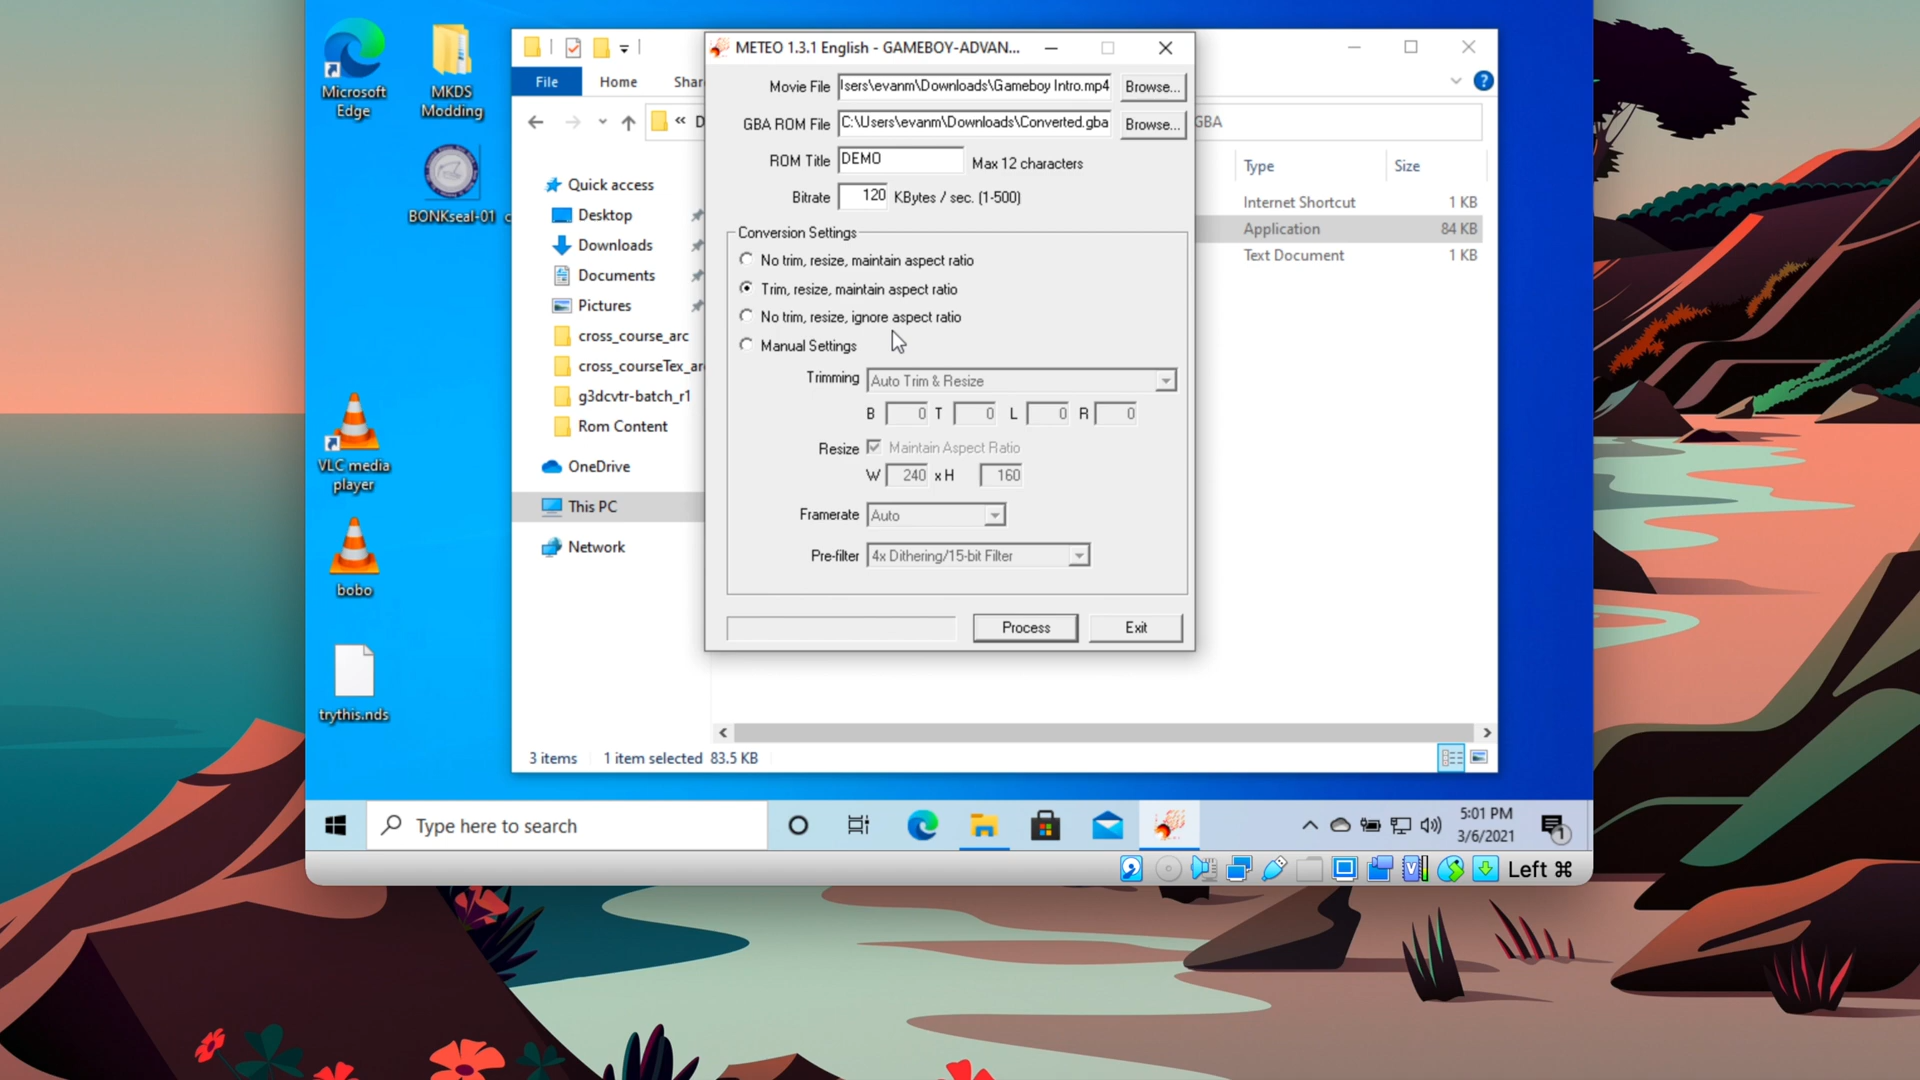 Microsoft
Edge
MKDS
Modding
BONKseal-01
VLC media
player
bobo
trythis.nds
File
Home
METEO 1.3.1 English - GAMEBOY-ADVAN...
Movie File
Isers\evanm\Downloads\Gameboy Intro.mp4
Browse...
GBA ROM File
C:\Users\evanm\Downloads\Converted.gba
Browse...
ROM Title
DEMO
Max 12 characters
Bitrate
120
KBytes / sec. (1-500)
Conversion Settings
No trim, resize, maintain aspect ratio
Trim, resize, maintain aspect ratio
No trim, resize, ignore aspect ratio
Manual Settings
Trimming
Auto Trim & Resize
B 0 T 0 L 0 R 0
Resize
Maintain Aspect Ratio
W 240 x H 160
Framerate
Auto
Pre-filter
4x Dithering/15-bit Filter
Process
Exit
GBA
Type
Size
Internet Shortcut
1 KB
Application
84 KB
Text Document
1 KB
Quick access
Desktop
Downloads
Documents
Pictures
cross_course_arc
cross_courseTex_ar
g3dcvtr-batch_r1
Rom Content
OneDrive
This PC
Network
3 items
1 item selected 83.5 KB
Type here to search
5:01 PM
3/6/2021
1
Left ⌘